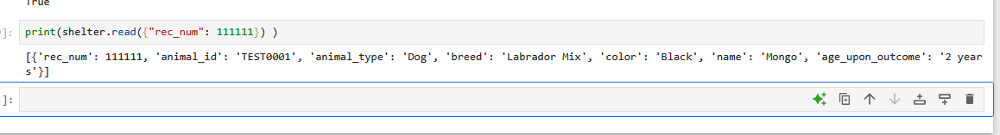 True
]: print(shelter.read({"rec_num": 111111}) )
[{'rec_num': 111111, 'animal_id': 'TEST0001', 'animal_type': 'Dog', 'breed': 'Labrador Mix', 'color': 'Black', 'name': 'Mongo', 'age_upon_outcome': '2 year
s'}]
]: